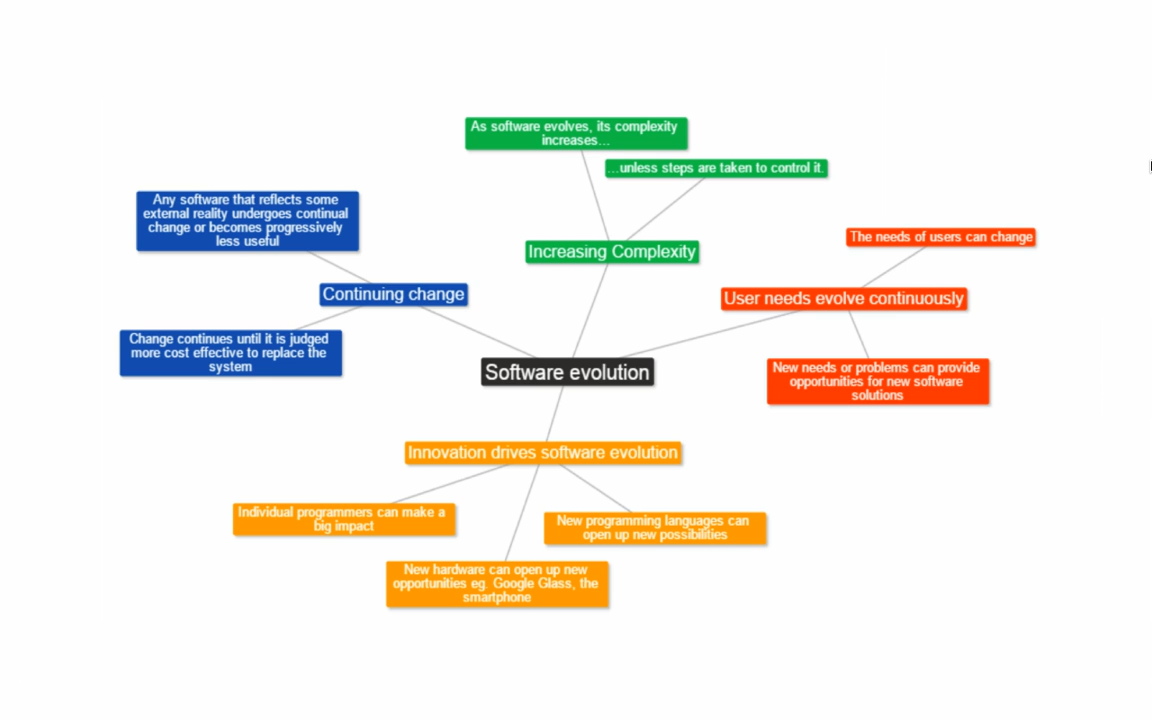 As software evolves, its complexity
increases...
...unless steps are taken to control it.
Increasing Complexity
Any software that reflects some
external reality undergoes continual
change or becomes progressively
less useful
Continuing change
Change continues until it is judged
more cost effective to replace the
system
The needs of users can change
User needs evolve continuously
New needs or problems can provide
opportunities for new software
solutions
Software evolution
Innovation drives software evolution
Individual programmers can make a
big impact
New programming languages can
open up new possibilities
New hardware can open up new
opportunities eg. Google Glass, the
smartphone